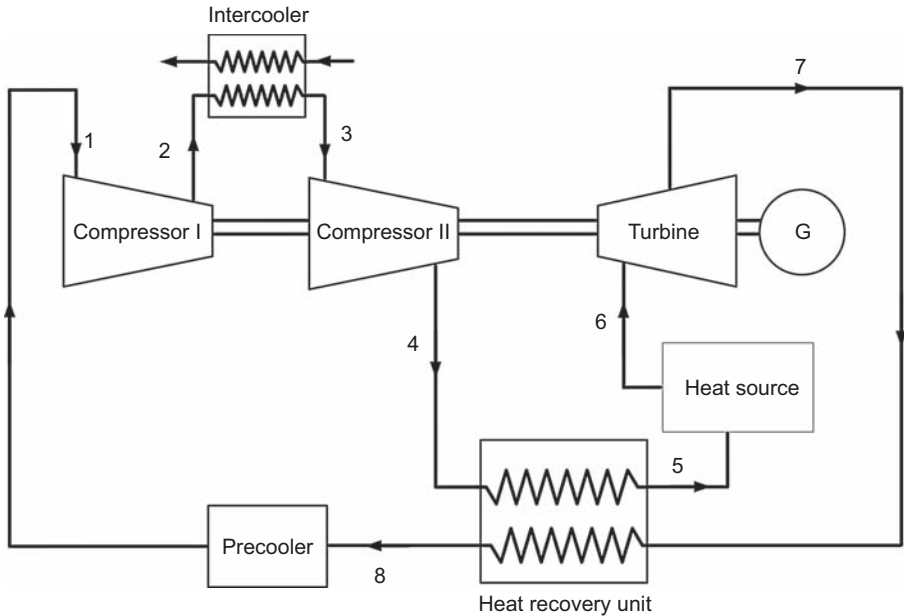 Intercooler
7
1
2
3
Compressor I
Compressor II
Turbine
G
4
6
Heat source
5
Precooler
8
Heat recovery unit